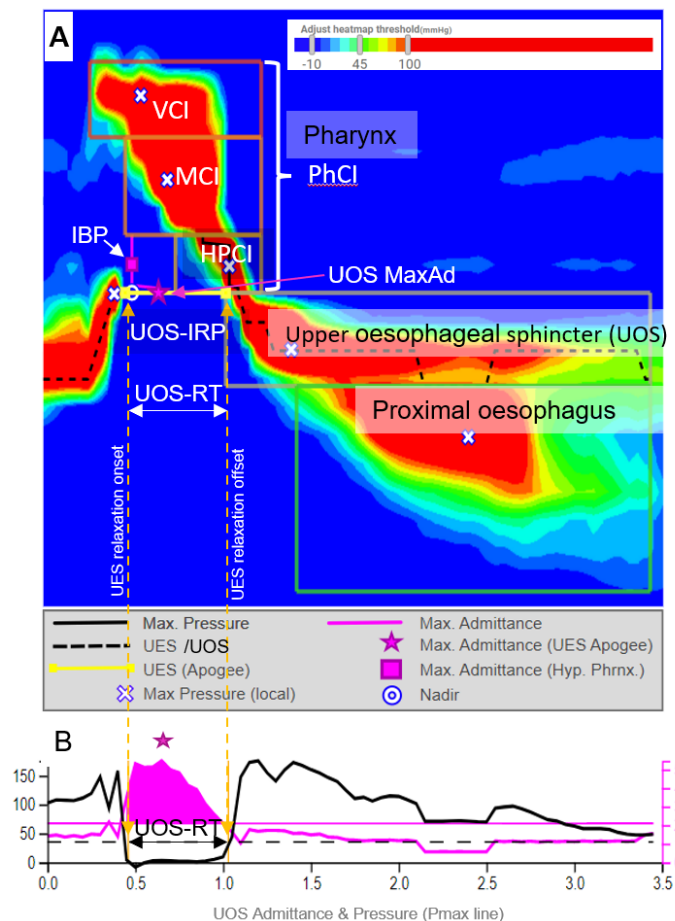 A
Adjust heatmap threshold(mmHg)
-10 45 100
VCI
Pharynx
MCI
PhCI
IBP
HPCI
UOS MaxAd
UOS-IRP
Upper oesophageal sphincter (UOS)
UOS-RT
Proximal oesophagus
UES relaxation onset
UES relaxation offset
Max. Pressure
Max. Admittance
UES /UOS
Max. Admittance (UES Apogee)
UES (Apogee)
Max. Admittance (Hyp. Phrnx.)
Max Pressure (local)
Nadir
B
150
100
50
0
UOS-RT
0.0 0.5 1.0 1.5 2.0 2.5 3.0 3.5
UOS Admittance & Pressure (Pmax line)